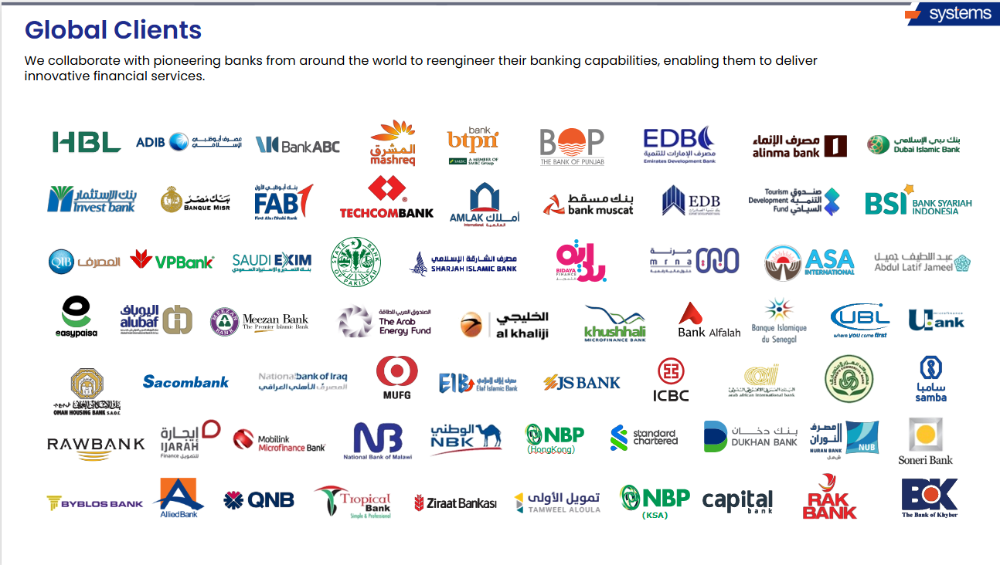 systems
Global Clients
We collaborate with pioneering banks from around the world to reengineer their banking capabilities, enabling them to deliver
innovative financial services.
HBL
ADIB
مصرف أبوظبي
الإسلامي
BankABC
المشرق
mashreq
bank
btpn
SMBC
A MEMBER OF
SMBC Group
BOP
THE BANK OF PUNJAB
EDB
مصرف الإمارات للتنمية
Emirates Development Bank
مصرف الإنماء
alinma bank
بنك دبي الإسلامي
Dubai Islamic Bank
بنك الإستثمار
Invest bank
بنك مصر
BANQUE MISR
بنك أبوظبي الأول
FAB
First Abu Dhabi Bank
TECHCOMBANK
AMLAK أملاك
International العالمية
بنك مسقط
bank muscat
EDB
Tourism
Development
Fund
صندوق
التنمية
السياحي
BSI
BANK SYARIAH
INDONESIA
QIB
المصرف
VPBank
SAUDI EXIM
بنك التصدير والاستيراد السعودي
STATE BANK OF PAKISTAN
مصرف الشارقة الإسلامي
SHARJAH ISLAMIC BANK
بداية
BIDAYA
FINANCE
مرنة
mrna
حلول مالية رقمية
ASA
INTERNATIONAL
عبد اللطيف جميل
Abdul Latif Jameel
easypaisa
اليوباف
alubaf
MEEZAN BANK
Meezan Bank
The Premier Islamic Bank
الصندوق العربي للطاقة
The Arab
Energy Fund
الخليجي
al khaliji
khushhali
MICROFINANCE BANK
Bank Alfalah
Banque Islamique
du Senegal
UBL
where you come first
microfinance
Ubank
OMAN HOUSING BANK S.A.O.C
Sacombank
National bank of Iraq
المصرف الأهلي العراقي
MUFG
EIB
مصرف إيلاف الإسلامي
Elaf Islamic Bank
JS BANK
ICBC
البنك العربي الافريقي الدولي
arab african international bank
سامبا
samba
RAWBANK
إيجارة
IJARAH
Finance للتمويل
Mobilink
Microfinance Bank
NB
National Bank of Malawi
الوطني
NBK
NBP
(HongKong)
standard
chartered
بنك دخان
DUKHAN BANK
مصرف
النوران
NURAN BANK
ش.م.ل
NUB
Soneri Bank
BYBLOS BANK
AlliedBank
QNB
Tropical
Bank
Simple & Professional
Ziraat Bankası
تمويل الأولى
TAMWEEL ALOULA
NBP
(KSA)
capital
bank
RAK
BANK
BOK
The Bank of Khyber